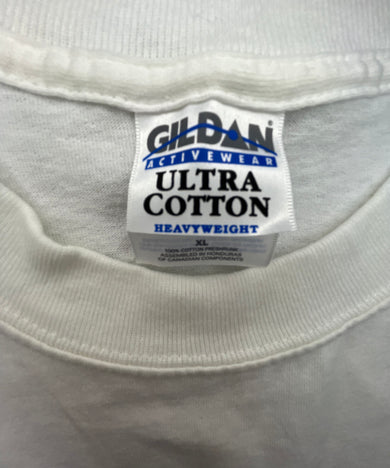 GILDAN®
ACTIVEWEAR
ULTRA
COTTON
HEAVYWEIGHT
XL
100% COTTON PRESHRUNK
ASSEMBLED IN HONDURAS
OF CANADIAN COMPONENTS